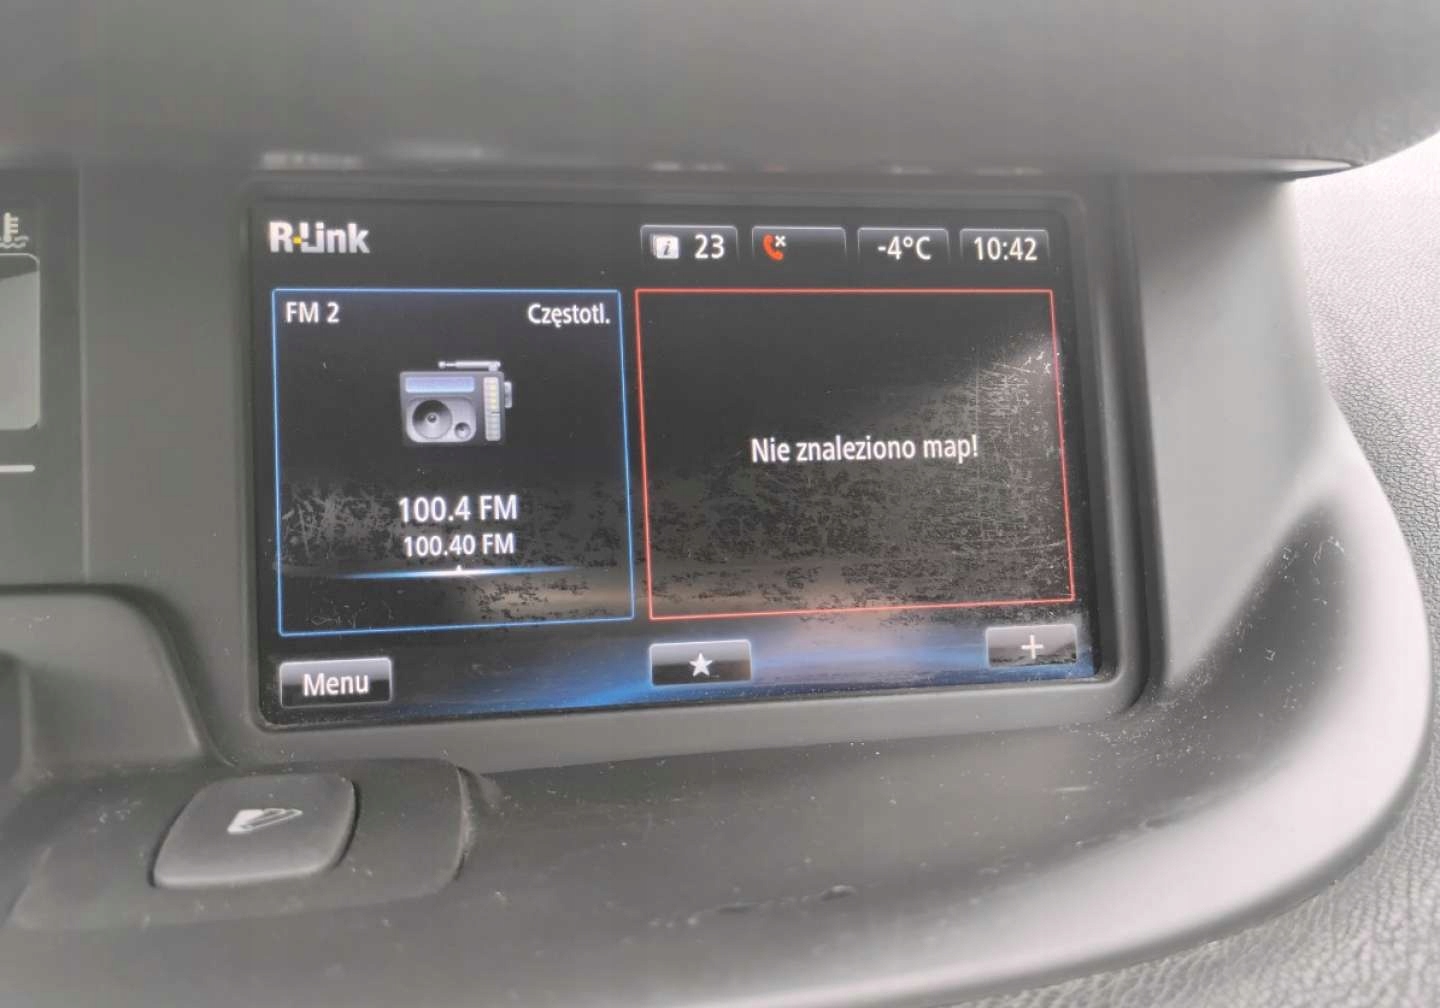 R-Link
23
-4°C
10:42
FM 2
Częstotl.
100.4 FM
100.40 FM
Nie znaleziono map!
Menu